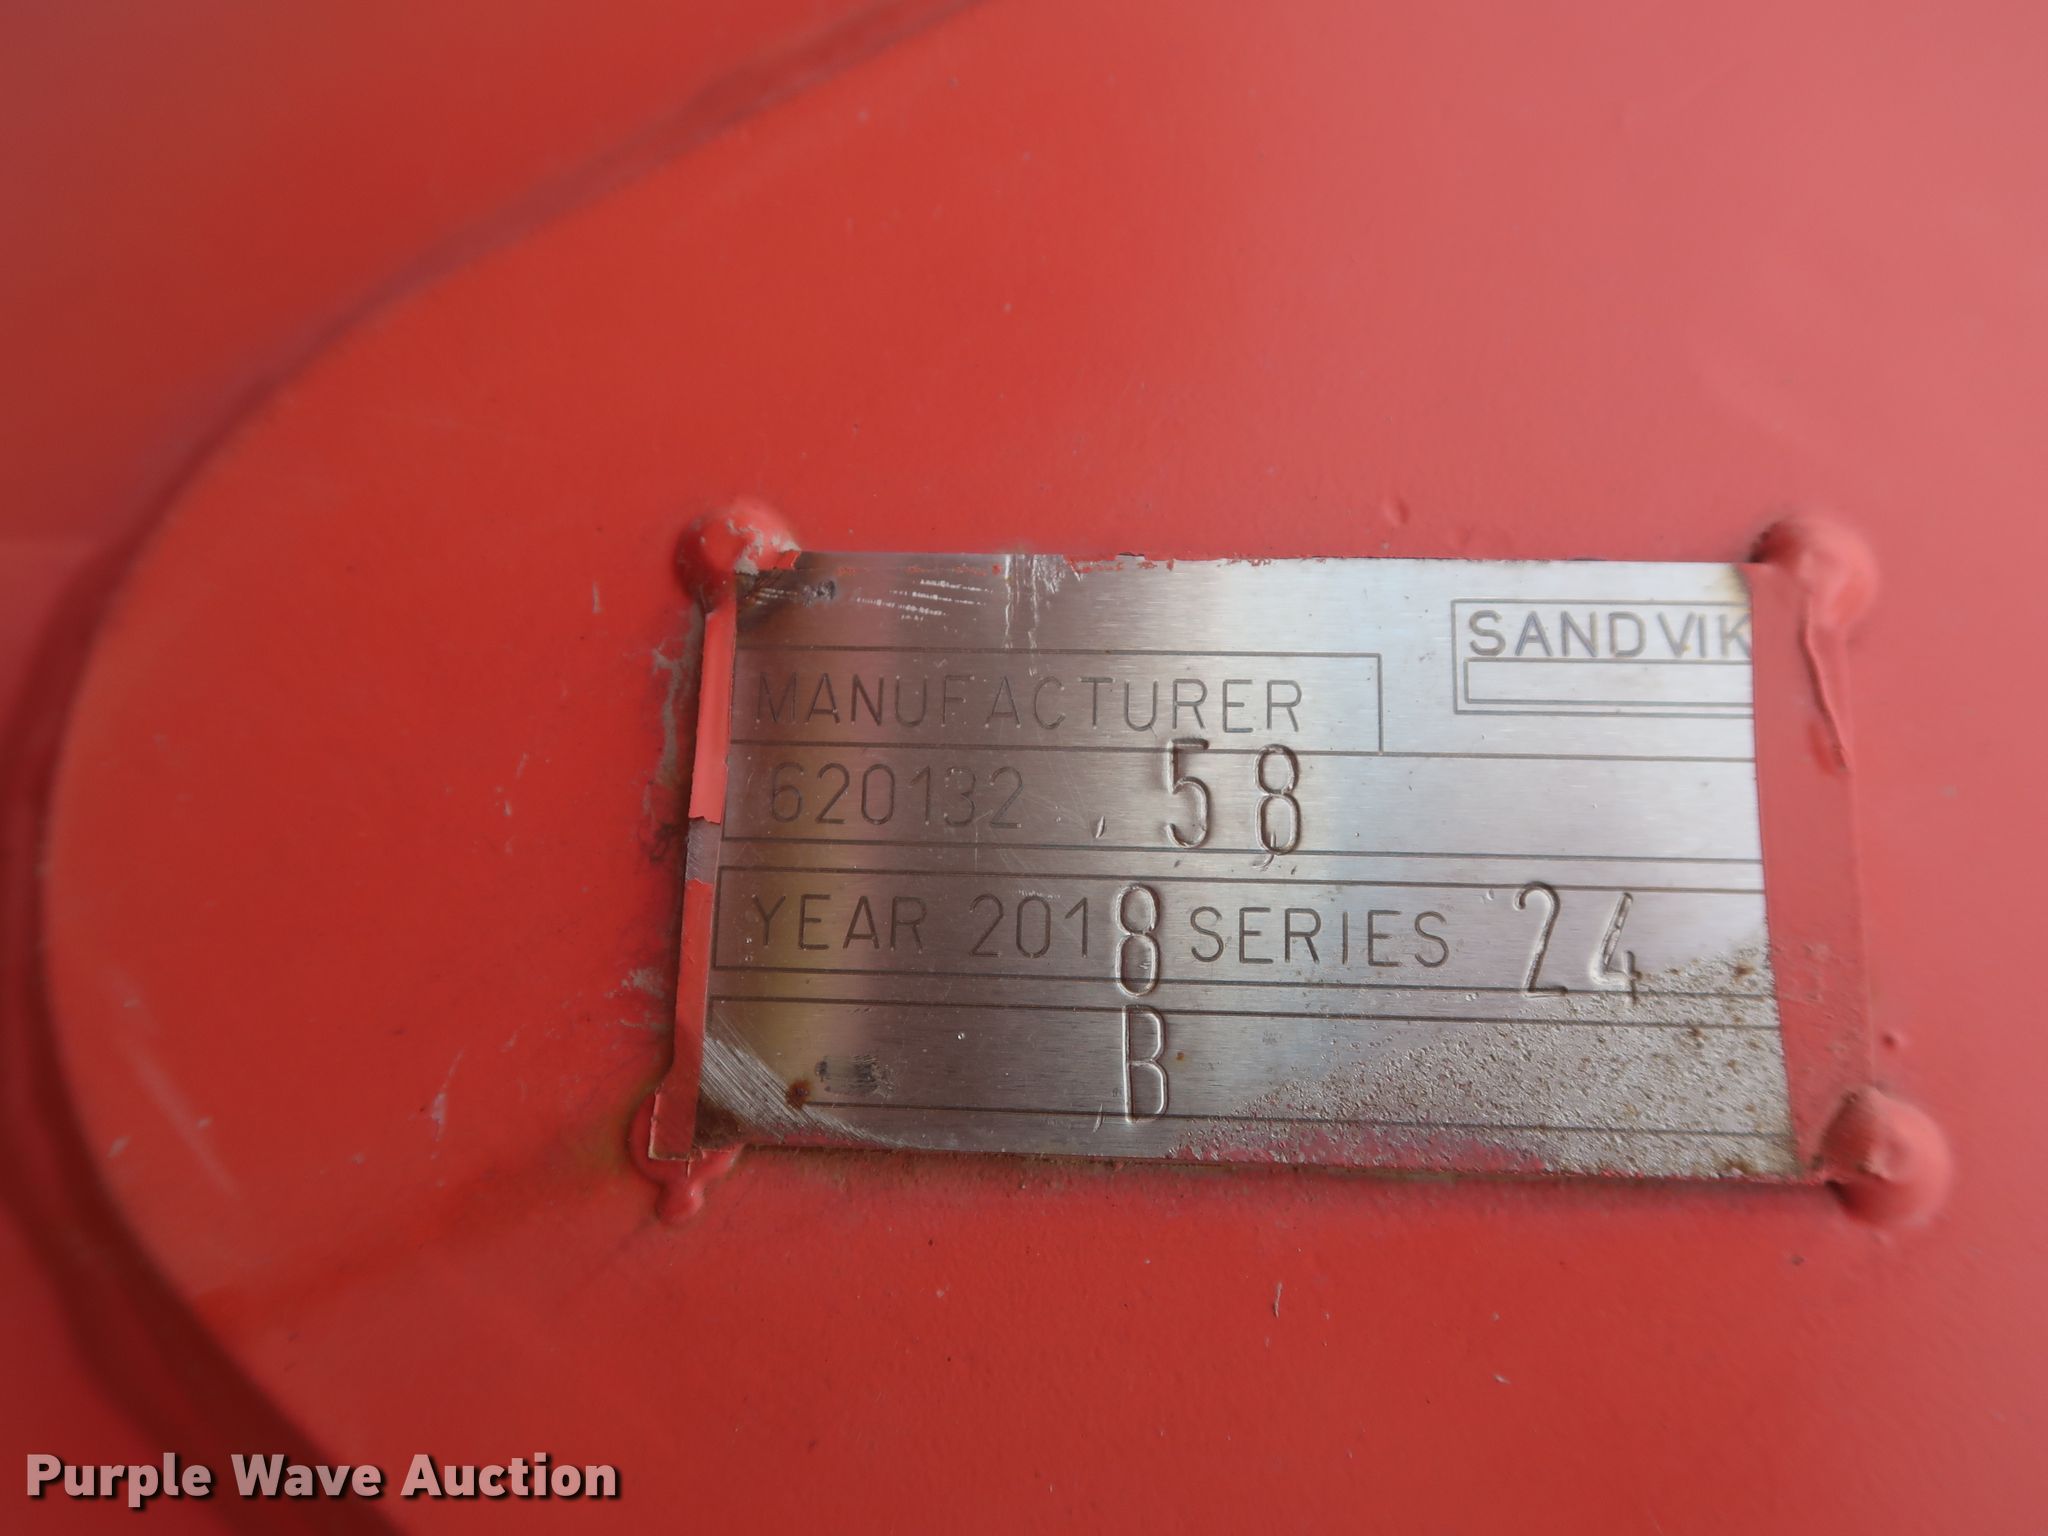 SANDVIK
MANUFACTURER
620132 58
YEAR 2018 SERIES 24
B
Purple Wave Auction